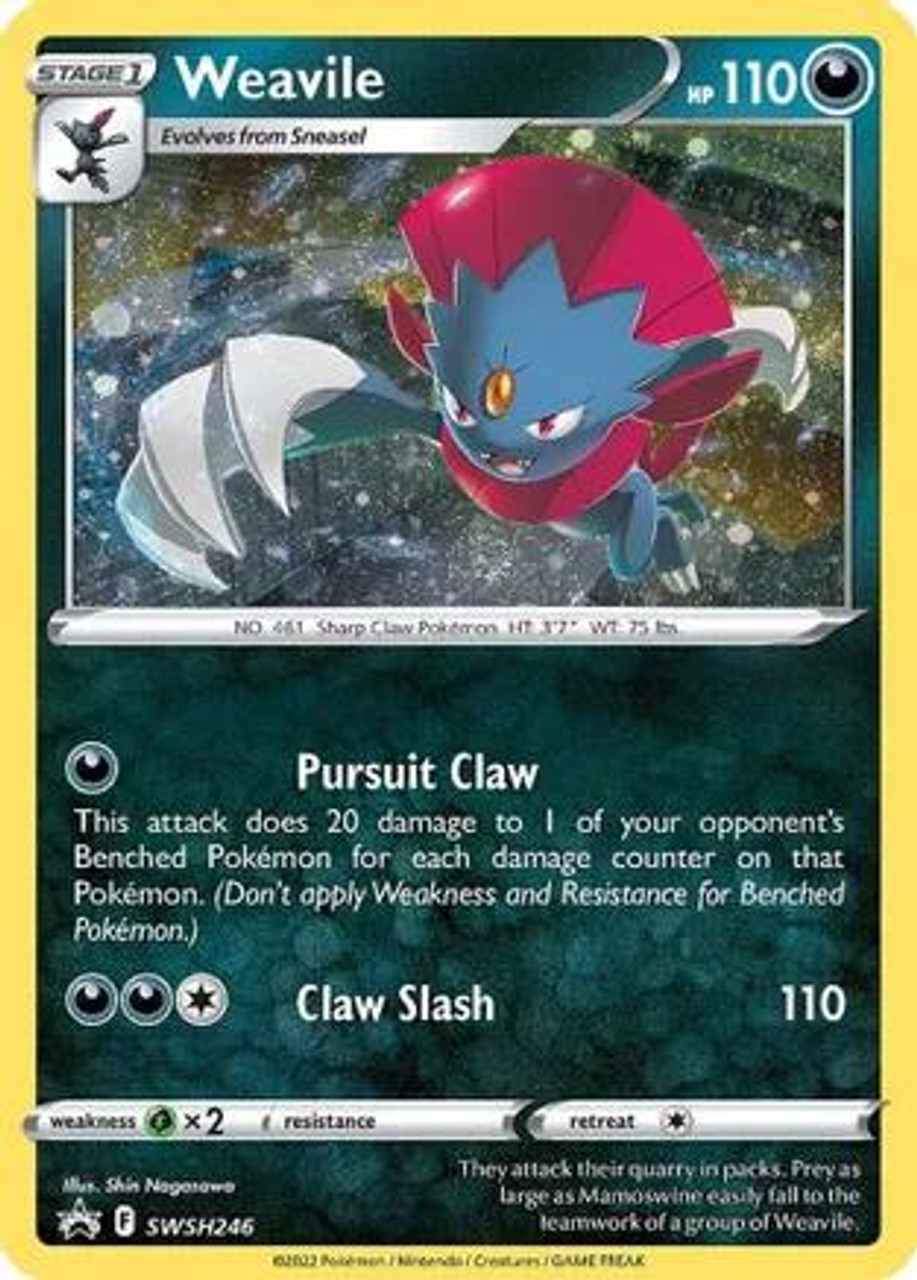 STAGE 1
Weavile
HP 110
Evolves from Sneasel
NO. 461 Sharp Claw Pokémon HT: 3'7" WT: 75 lbs.
Pursuit Claw
This attack does 20 damage to 1 of your opponent's
Benched Pokémon for each damage counter on that
Pokémon. (Don't apply Weakness and Resistance for Benched
Pokémon.)
Claw Slash 110
weakness ×2 resistance retreat
Illus. Shin Nagasawa
They attack their quarry in packs. Prey as
large as Mamoswine easily fall to the
teamwork of a group of Weavile.
F SWSH246
©2022 Pokémon / Nintendo / Creatures / GAME FREAK